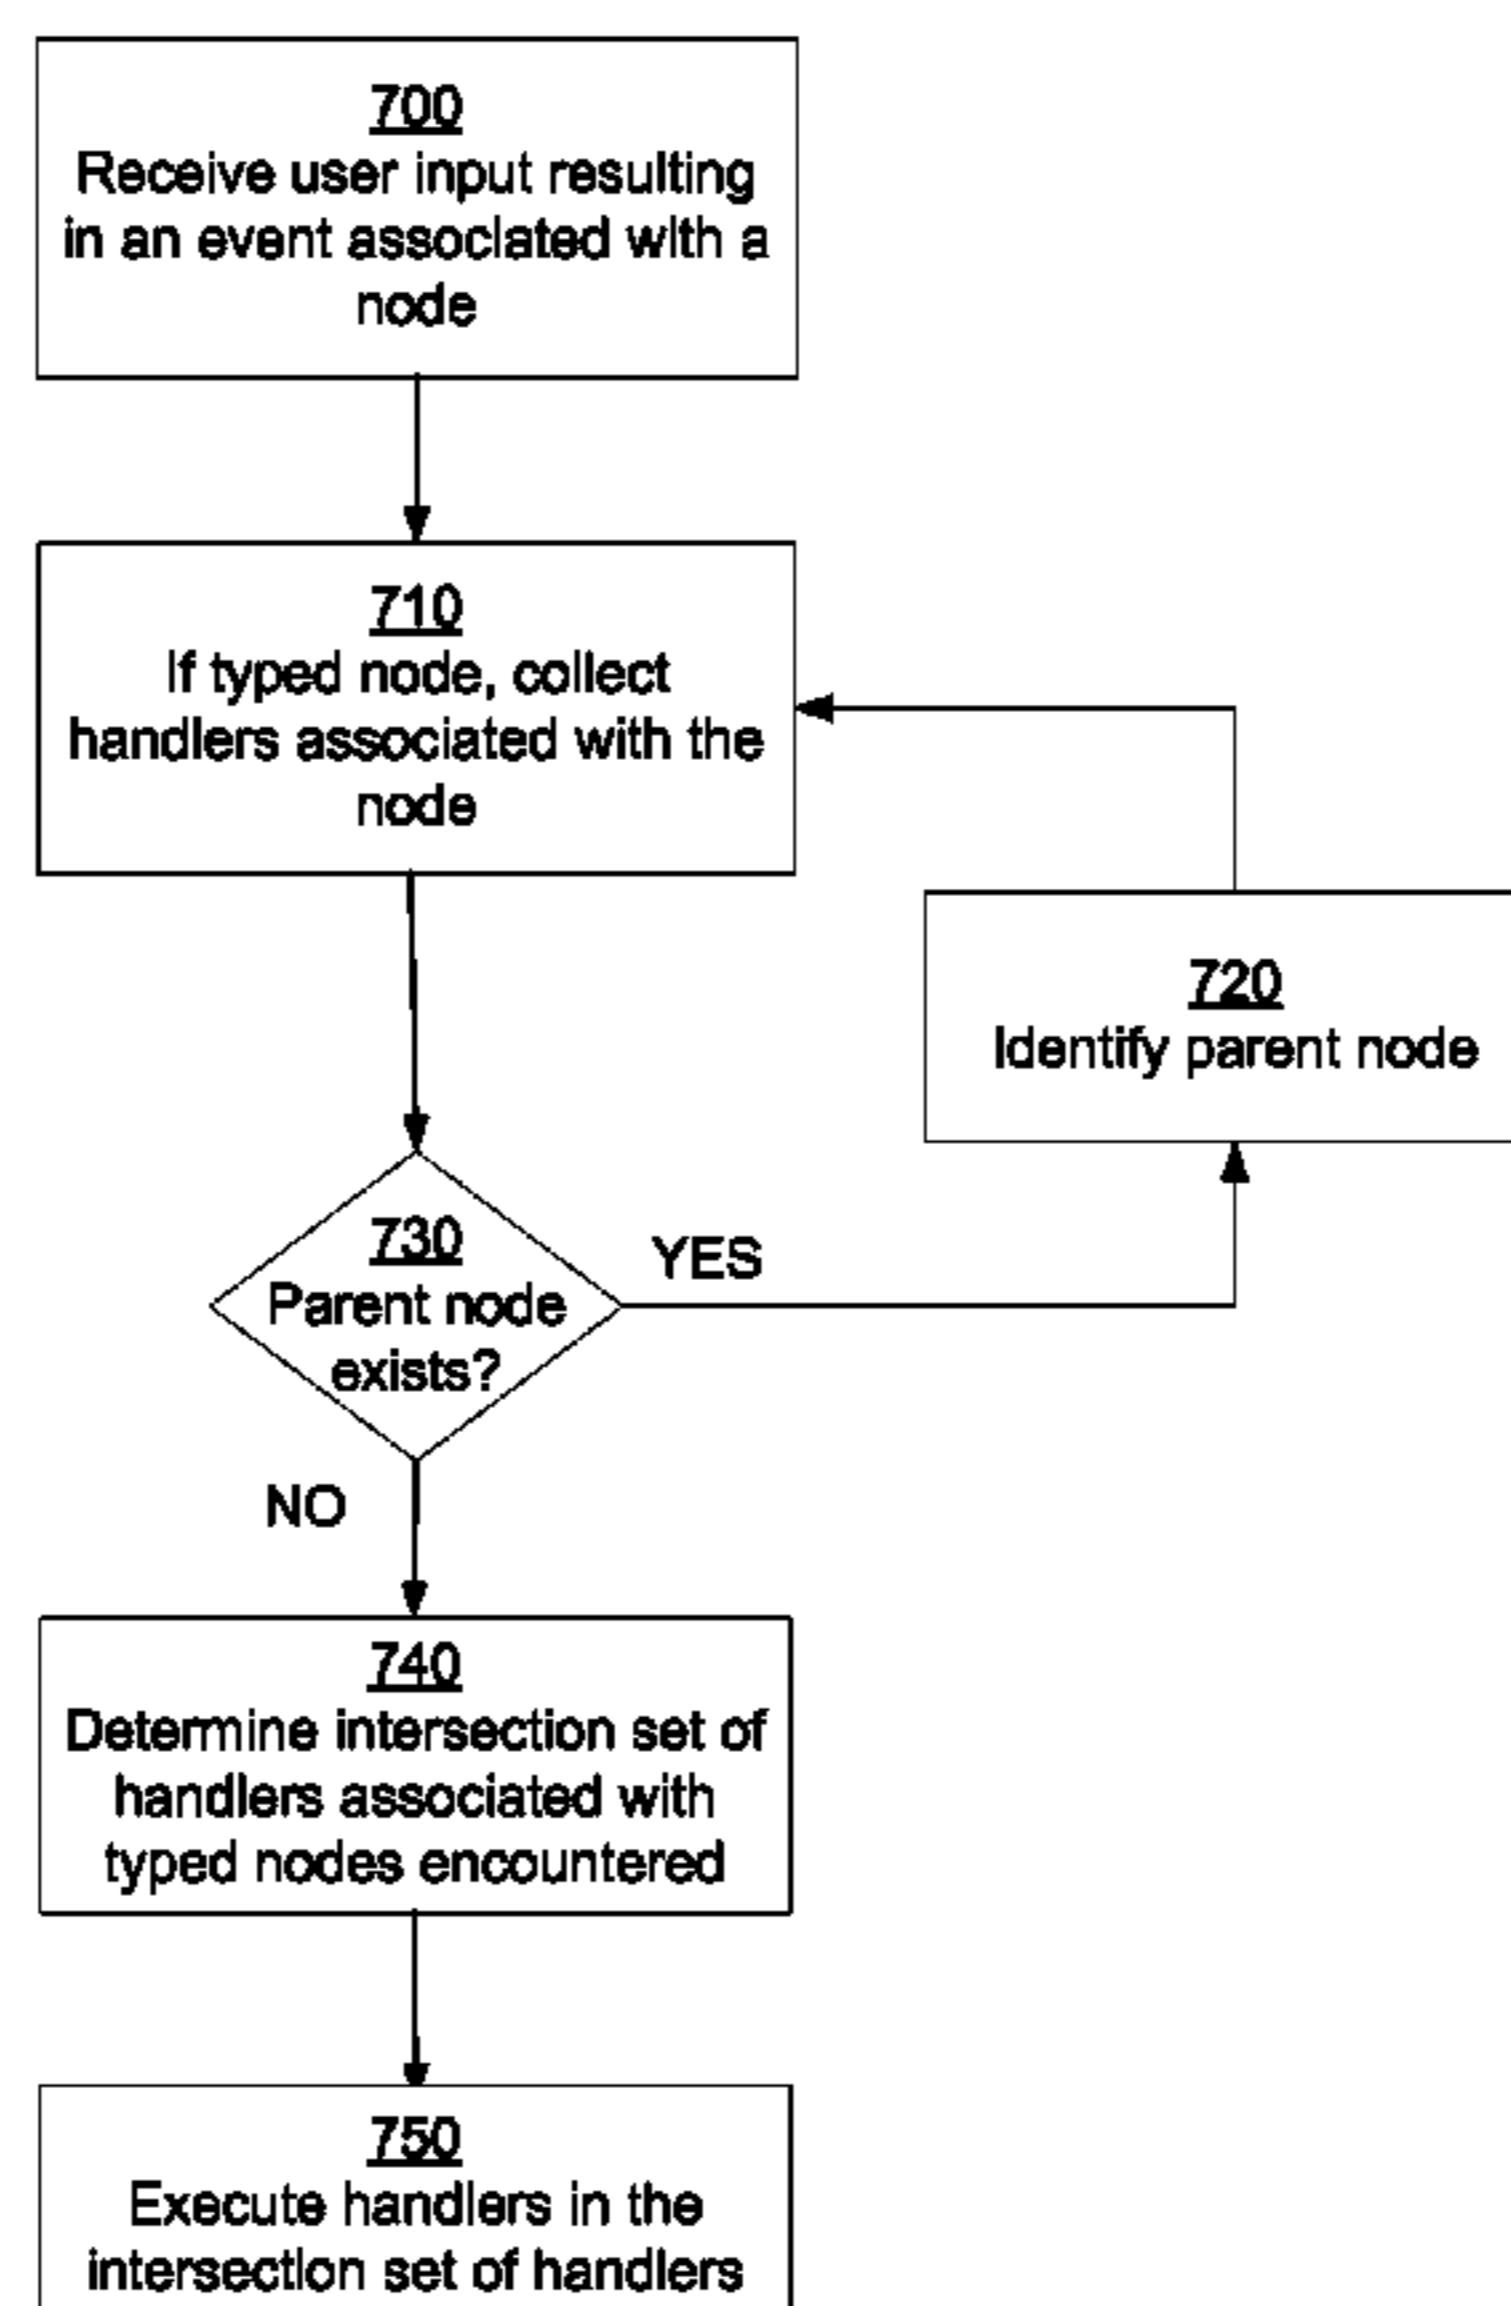 700
Receive user input resulting
in an event associated with a
node
710
If typed node, collect
handlers associated with the
node
720
Identify parent node
730
Parent node
exists?
YES
NO
740
Determine intersection set of
handlers associated with
typed nodes encountered
750
Execute handlers in the
intersection set of handlers